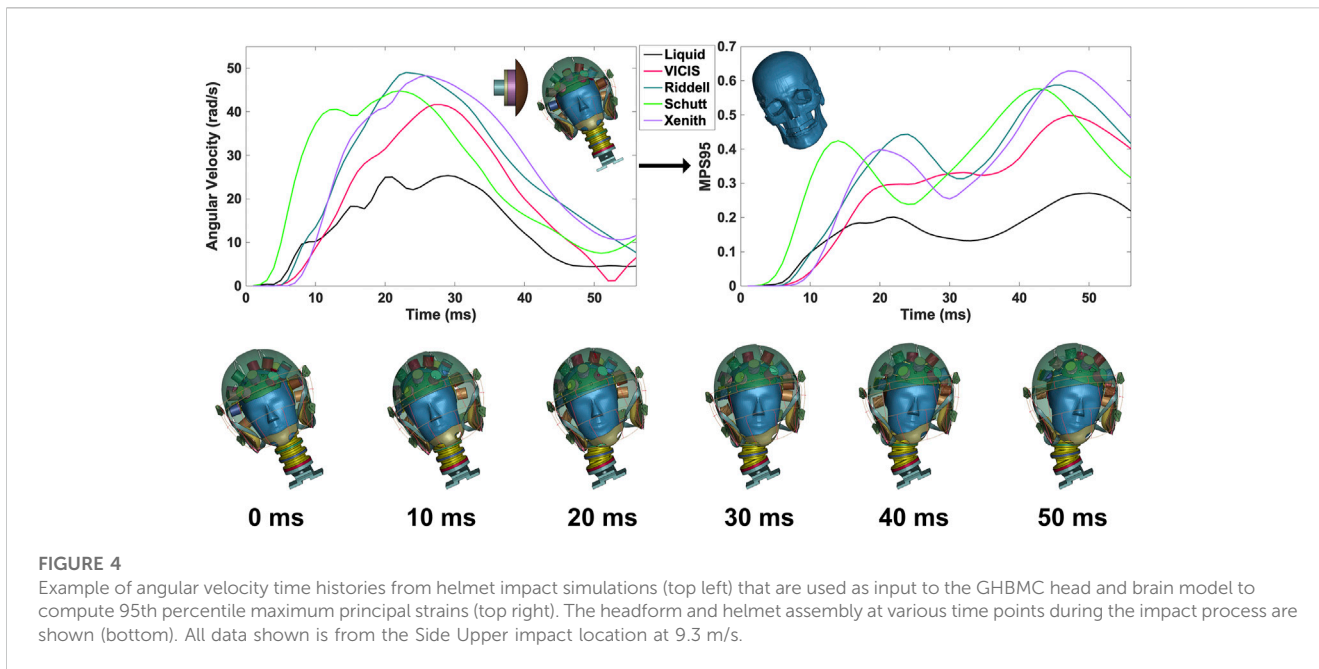 Angular Velocity (rad/s)
50
40
30
20
10
0
0 10 20 30 40 50
Time (ms)
Liquid
VICIS
Riddell
Schutt
Xenith
MPS95
0.7
0.6
0.5
0.4
0.3
0.2
0.1
0
0 10 20 30 40 50
Time (ms)
0 ms 10 ms 20 ms 30 ms 40 ms 50 ms
FIGURE 4
Example of angular velocity time histories from helmet impact simulations (top left) that are used as input to the GHBMC head and brain model to
compute 95th percentile maximum principal strains (top right). The headform and helmet assembly at various time points during the impact process are
shown (bottom). All data shown is from the Side Upper impact location at 9.3 m/s.